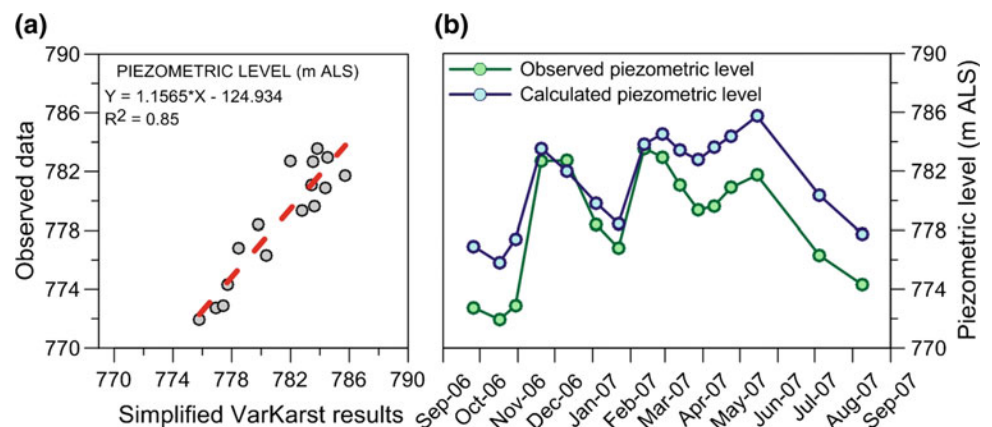 (a)
790
786
782
778
774
770
Observed data
PIEZOMETRIC LEVEL (m ALS)
Y = 1.1565*X - 124.934
R2 = 0.85
770 774 778 782 786 790
Simplified VarKarst results
(b)
Observed piezometric level
Calculated piezometric level
790
786
782
778
774
770
Piezometric level (m ALS)
Sep-06
Oct-06
Nov-06
Dec-06
Jan-07
Feb-07
Mar-07
Apr-07
May-07
Jun-07
Jul-07
Aug-07
Sep-07